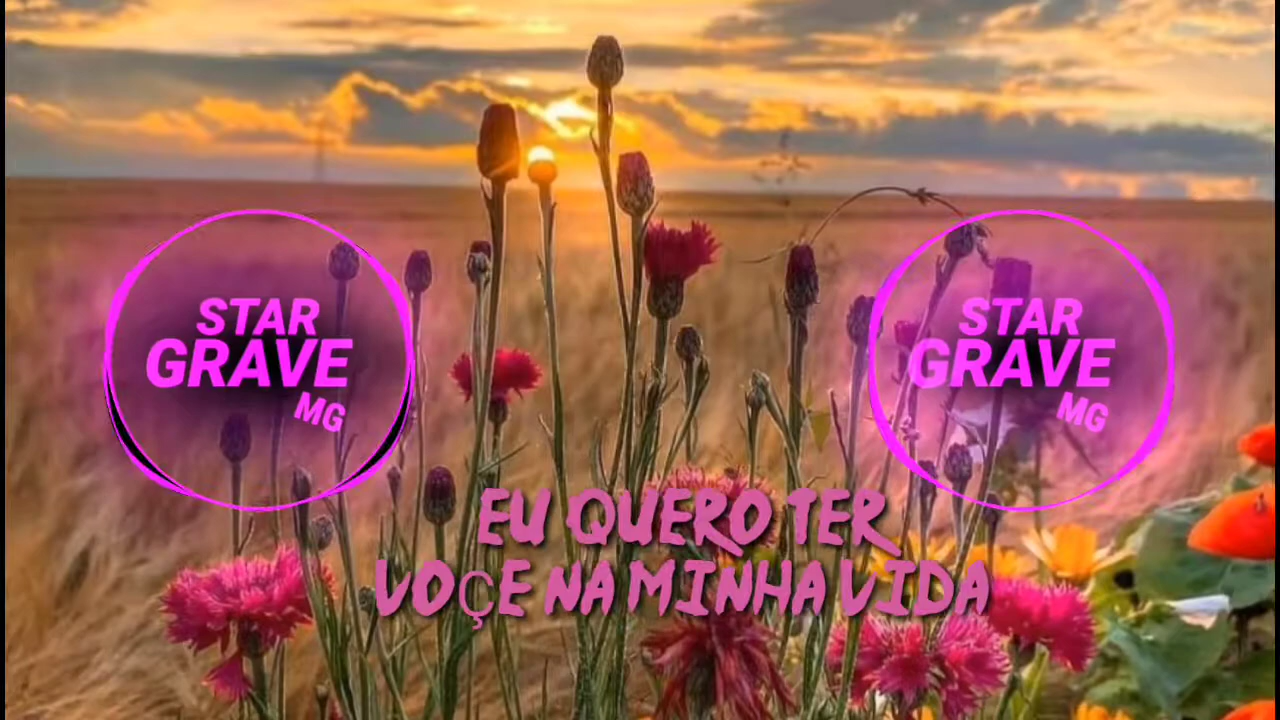 STAR
GRAVE
MG
STAR
GRAVE
MG
EU QUERO TER
VOÇE NA MINHA VIDA